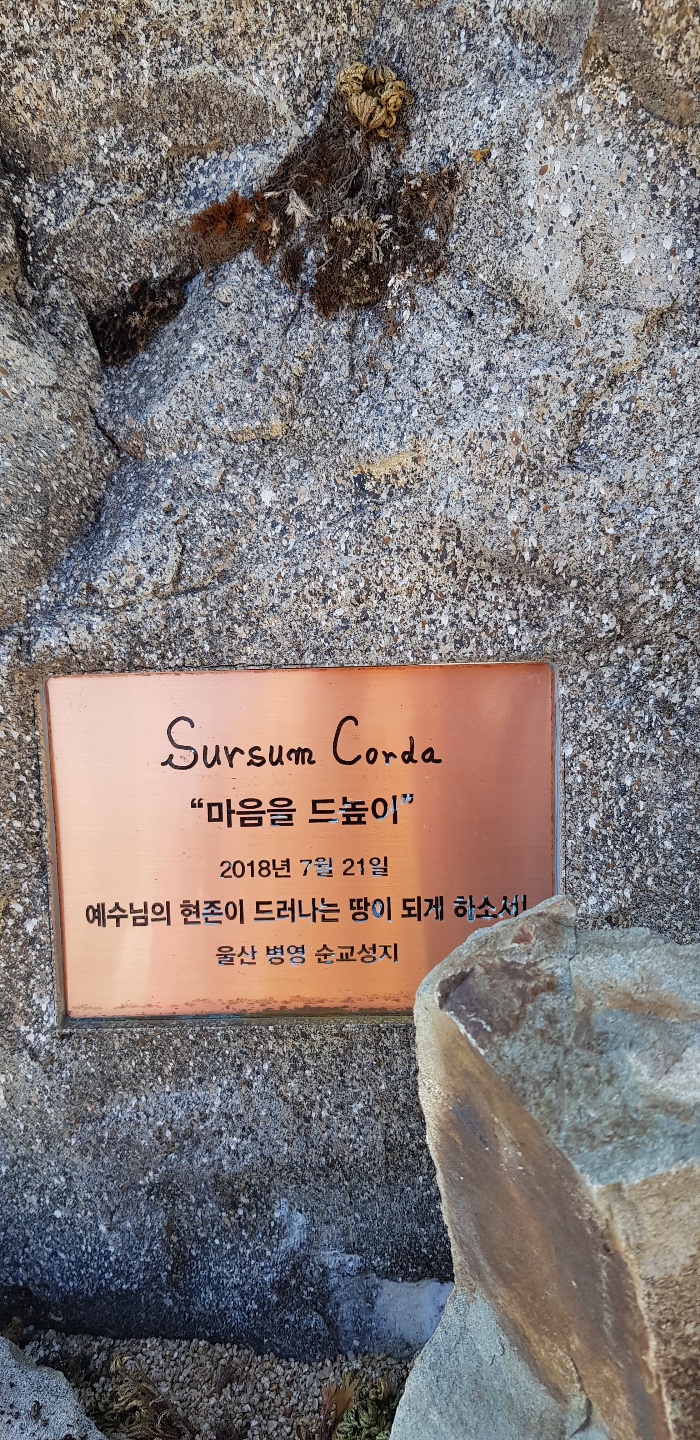 Sursum Corda
“마음을 드높이”
2018년 7월 21일
예수님의 현존이 드러나는 땅이 되게 하소서!
울산 병영 순교성지